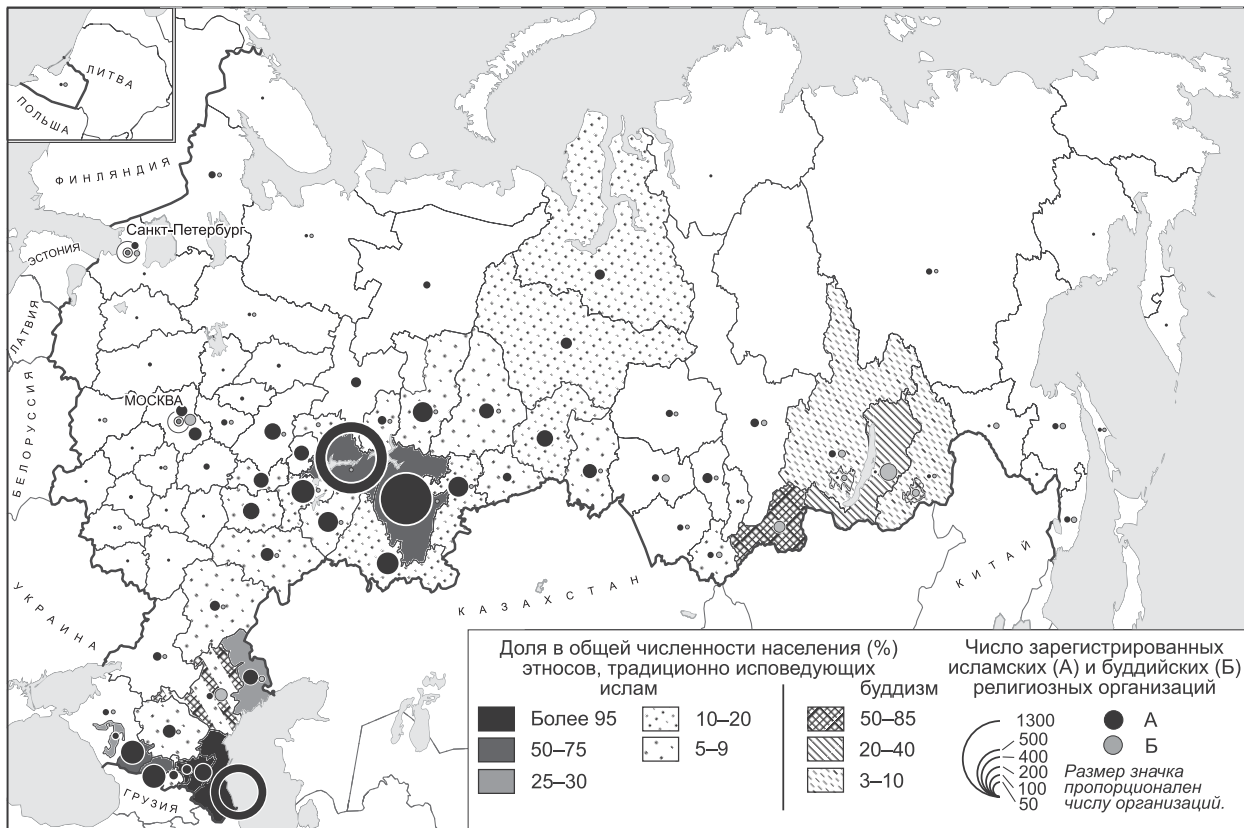 ЛИТВА
ПОЛЬША
ФИНЛЯНДИЯ
Санкт-Петербург
ЭСТОНИЯ
ЛАТВИЯ
БЕЛОРУССИЯ
МОСКВА
УКРАИНА
КАЗАХСТАН
КИТАЙ
ГРУЗИЯ
Доля в общей численности населения (%)
этносов, традиционно исповедующих
ислам
буддизм
Более 95
50–75
25–30
10–20
5–9
50–85
20–40
3–10
Число зарегистрированных
исламских (А) и буддийских (Б)
религиозных организаций
1300
500
400
200
100
50
А
Б
Размер значка
пропорционален
числу организаций.